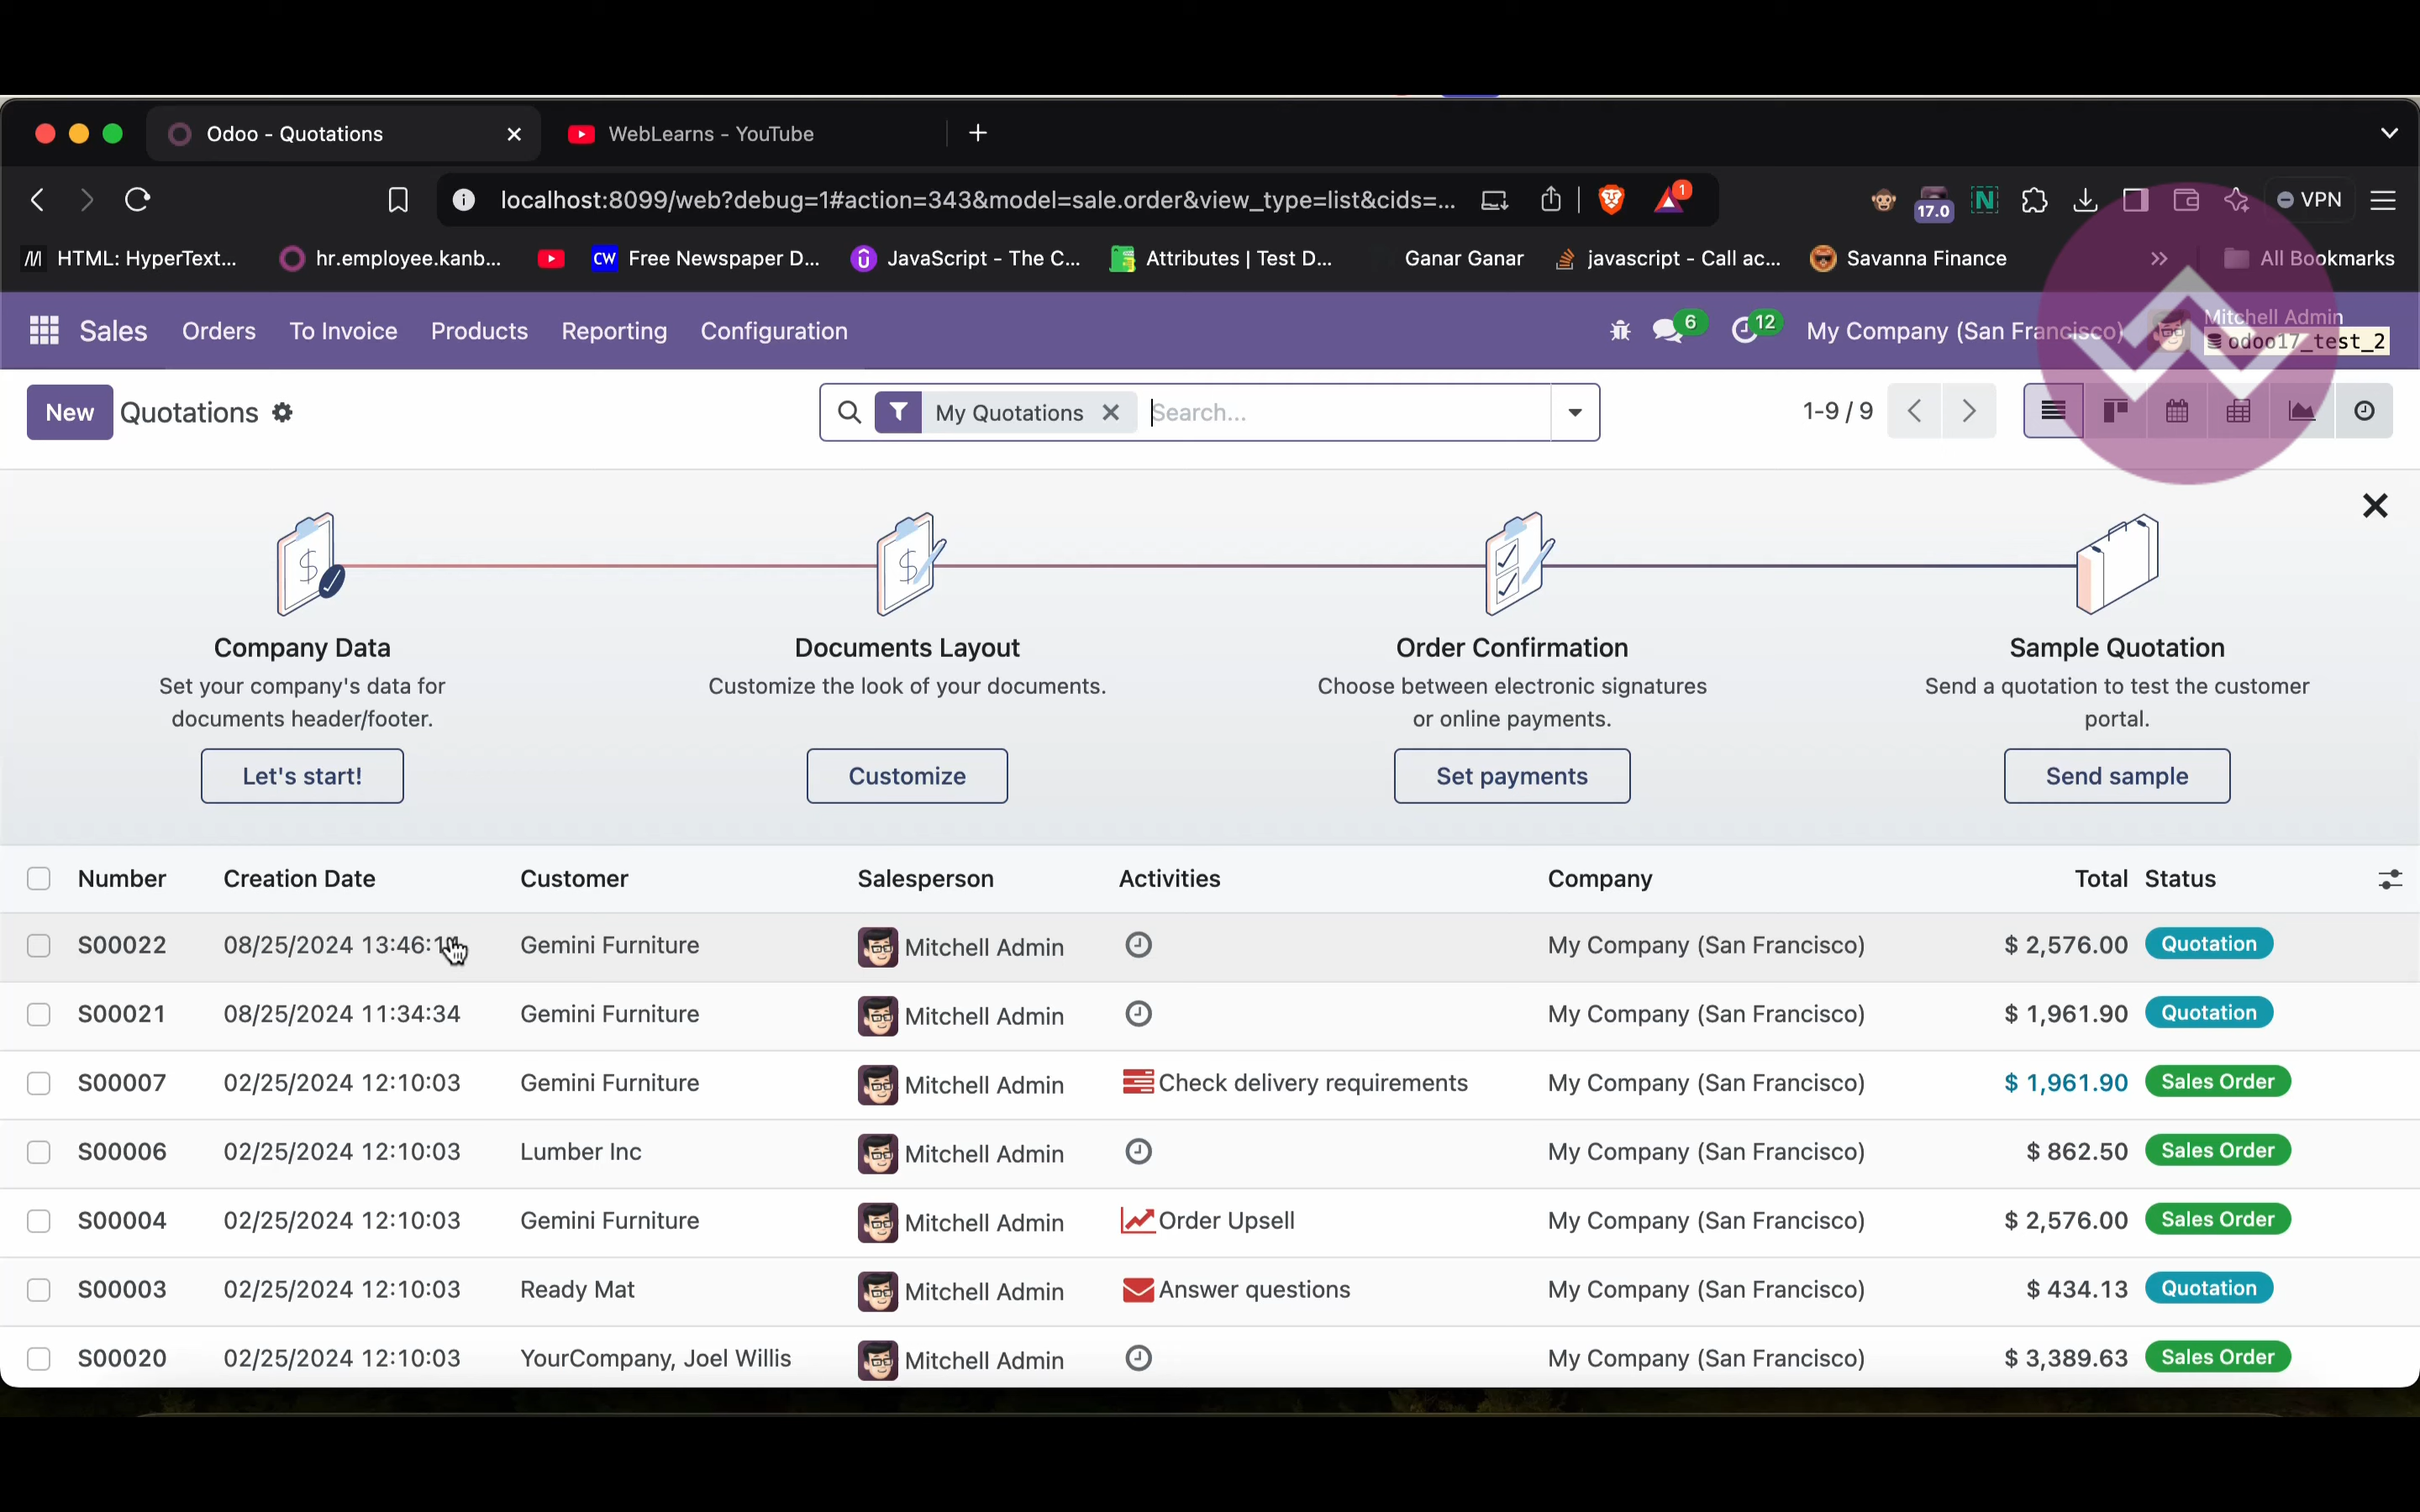 Odoo - Quotations
WebLearns - YouTube
localhost:8099/web?debug=1#action=343&model=sale.order&view_type=list&cids=...
1
17.0
VPN
HTML: HyperText...
hr.employee.kanb...
CW Free Newspaper D...
JavaScript - The C...
Attributes | Test D...
Ganar Ganar
javascript - Call ac...
Savanna Finance
All Bookmarks
Sales Orders To Invoice Products Reporting Configuration
6
12
My Company (San Francisco)
Mitchell Admin
odoo17_test_2
New Quotations
My Quotations
Search...
1-9 / 9
Company Data
Set your company's data for
documents header/footer.
Let's start!
Documents Layout
Customize the look of your documents.
Customize
Order Confirmation
Choose between electronic signatures
or online payments.
Set payments
Sample Quotation
Send a quotation to test the customer
portal.
Send sample
Number Creation Date Customer Salesperson Activities Company Total Status
S00022 08/25/2024 Gemini Furniture Mitchell Admin My Company (San Francisco) $ 2,576.00 Quotation
S00021 08/25/2024 11:34:34 Gemini Furniture Mitchell Admin My Company (San Francisco) $ 1,961.90 Quotation
S00007 02/25/2024 12:10:03 Gemini Furniture Mitchell Admin Check delivery requirements My Company (San Francisco) $ 1,961.90 Sales Order
S00006 02/25/2024 12:10:03 Lumber Inc Mitchell Admin My Company (San Francisco) $ 862.50 Sales Order
S00004 02/25/2024 12:10:03 Gemini Furniture Mitchell Admin Order Upsell My Company (San Francisco) $ 2,576.00 Sales Order
S00003 02/25/2024 12:10:03 Ready Mat Mitchell Admin Answer questions My Company (San Francisco) $ 434.13 Quotation
S00020 02/25/2024 12:10:03 YourCompany, Joel Willis Mitchell Admin My Company (San Francisco) $ 3,389.63 Sales Order